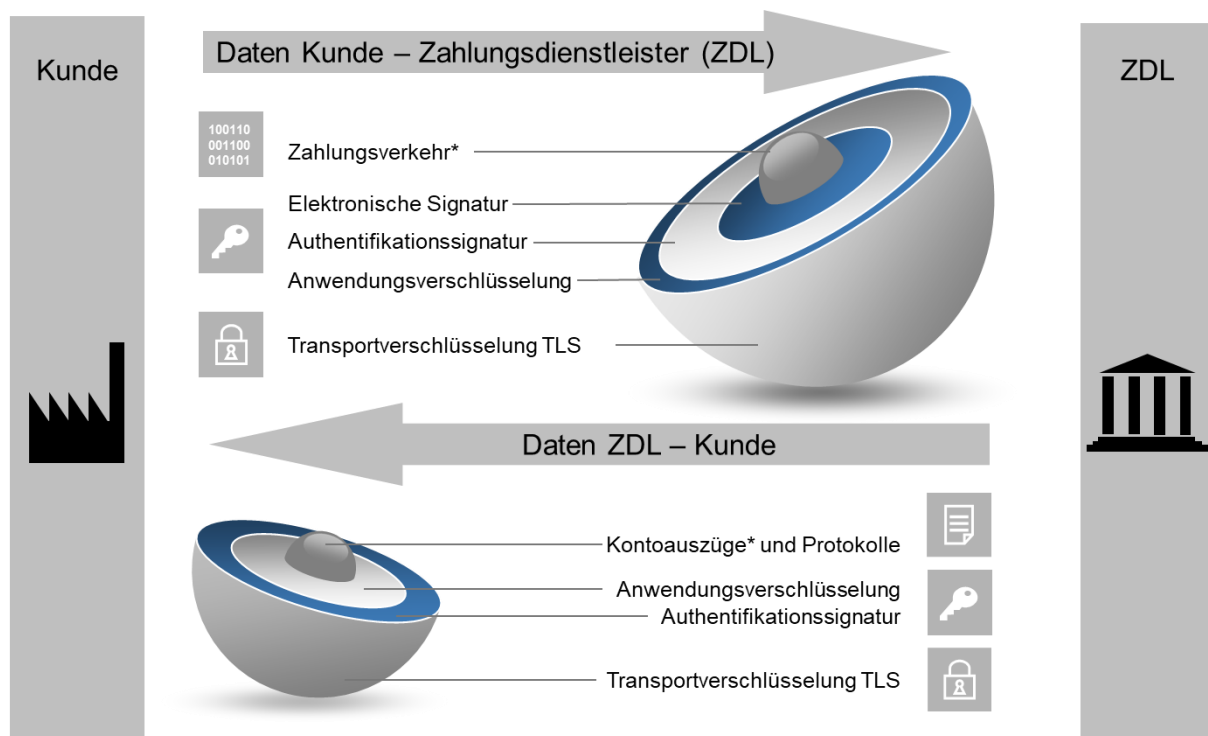 Kunde
Daten Kunde – Zahlungsdienstleister (ZDL)
ZDL
100110
001100
010101
Zahlungsverkehr*
Elektronische Signatur
Authentifikationssignatur
Anwendungsverschlüsselung
Transportverschlüsselung TLS
Daten ZDL – Kunde
Kontoauszüge* und Protokolle
Anwendungsverschlüsselung
Authentifikationssignatur
Transportverschlüsselung TLS